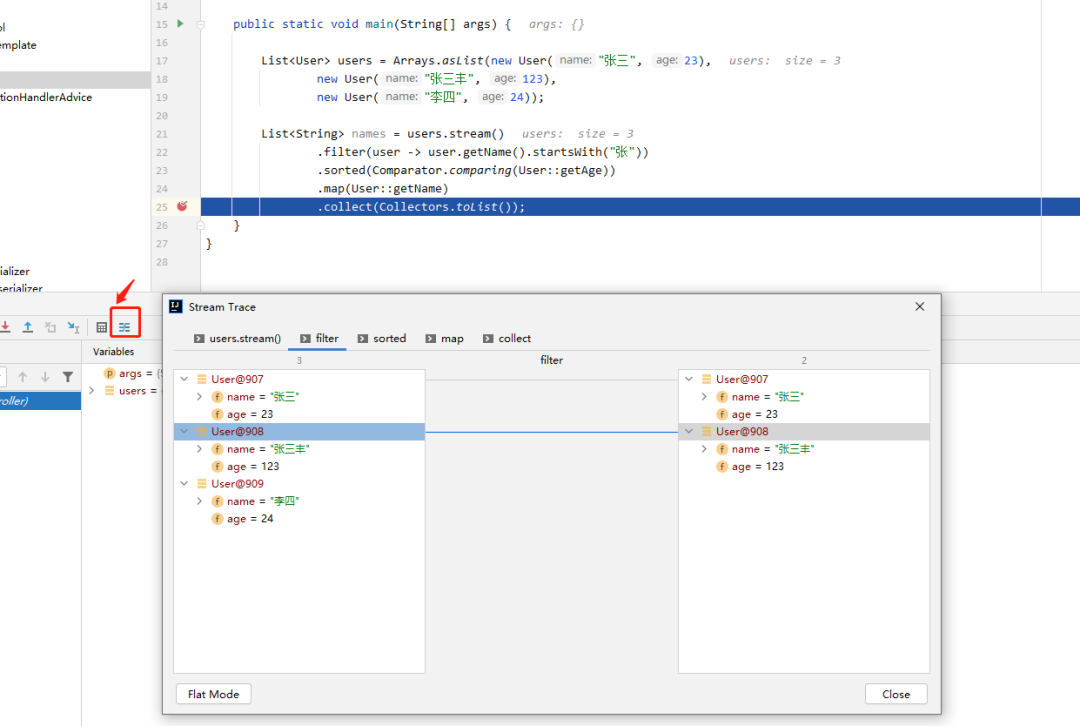 14
ol
15 public static void main(String[] args) { args: {}
emplate
16
17 List<User> users = Arrays.asList(new User( name: "张三", age: 23), users: size = 3
18 new User( name: "张三丰", age: 123),
tionHandlerAdvice
19 new User( name: "李四", age: 24));
20
21 List<String> names = users.stream() users: size = 3
22 .filter(user -> user.getName().startsWith("张"))
23 .sorted(Comparator.comparing(User::getAge))
24 .map(User::getName)
25 .collect(Collectors.toList());
26 }
27 }
28
ializer
serializer
Stream Trace
users.stream() filter sorted map collect
Variables
3 filter 2
args =
users =
oller)
User@907
name = "张三"
age = 23
User@908
name = "张三丰"
age = 123
User@909
name = "李四"
age = 24
User@907
name = "张三"
age = 23
User@908
name = "张三丰"
age = 123
Flat Mode
Close